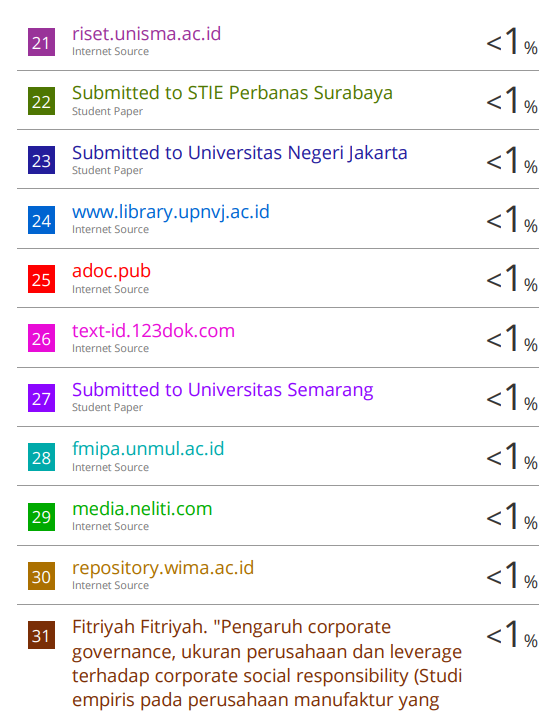 21 riset.unisma.ac.id <1%
Internet Source
22 Submitted to STIE Perbanas Surabaya <1%
Student Paper
23 Submitted to Universitas Negeri Jakarta <1%
Student Paper
24 www.library.upnvj.ac.id <1%
Internet Source
25 adoc.pub <1%
Internet Source
26 text-id.123dok.com <1%
Internet Source
27 Submitted to Universitas Semarang <1%
Student Paper
28 fmipa.unmul.ac.id <1%
Internet Source
29 media.neliti.com <1%
Internet Source
30 repository.wima.ac.id <1%
Internet Source
31 Fitriyah Fitriyah. "Pengaruh corporate <1%
governance, ukuran perusahaan dan leverage
terhadap corporate social responsibility (Studi
empiris pada perusahaan manufaktur yang